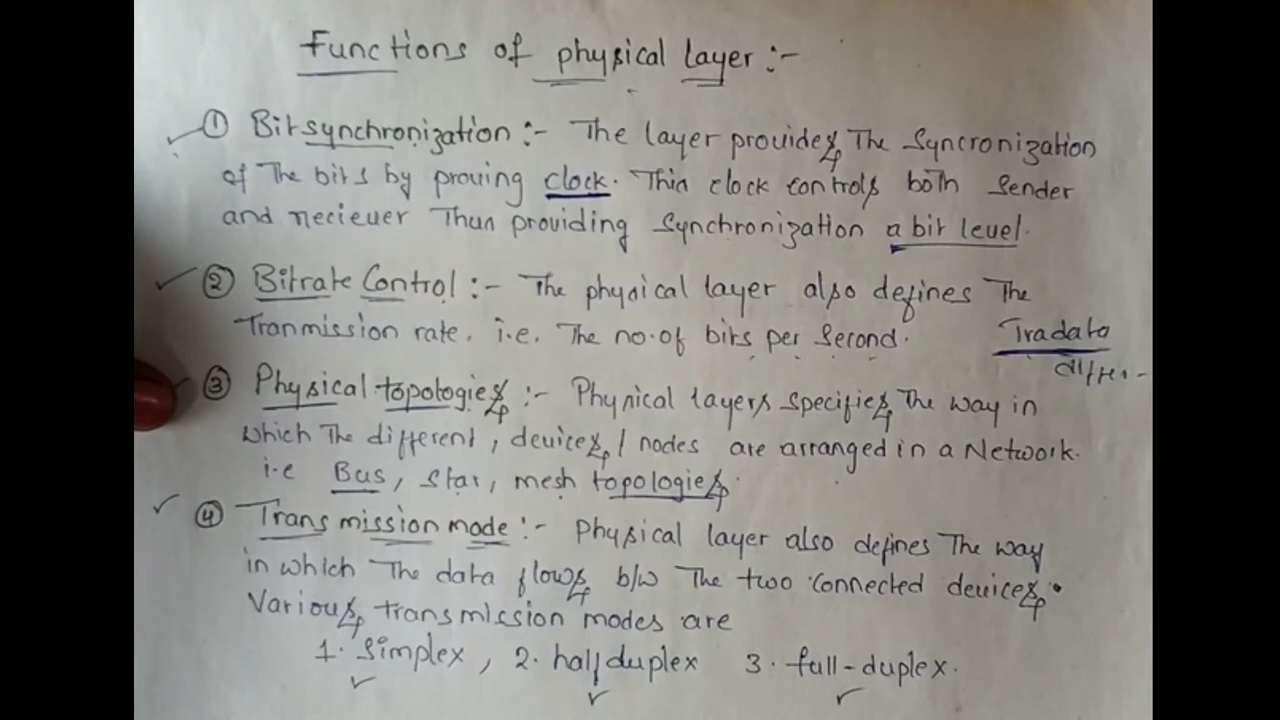 Functions of physical layer :-
① Bitsynchronization :- The layer provides The Syncronization
of The bits by proving clock. This clock controls both Sender
and reciever Thus providing Synchronization a bit level.
② Bitrate Control :- The physical layer also defines The
Tranmission rate. i.e. The no.of bits per Second.
Tradata
③ Physical topologies :- Physical layers specifies The way in
which The different, devices / nodes are arranged in a Network.
i-e Bus, Star, mesh topologies.
④ Transmission mode :- Physical layer also defines The way
in which The data flows b/w The two connected devices.
Various transmission modes are
1. Simplex, 2. half duplex 3. full-duplex.